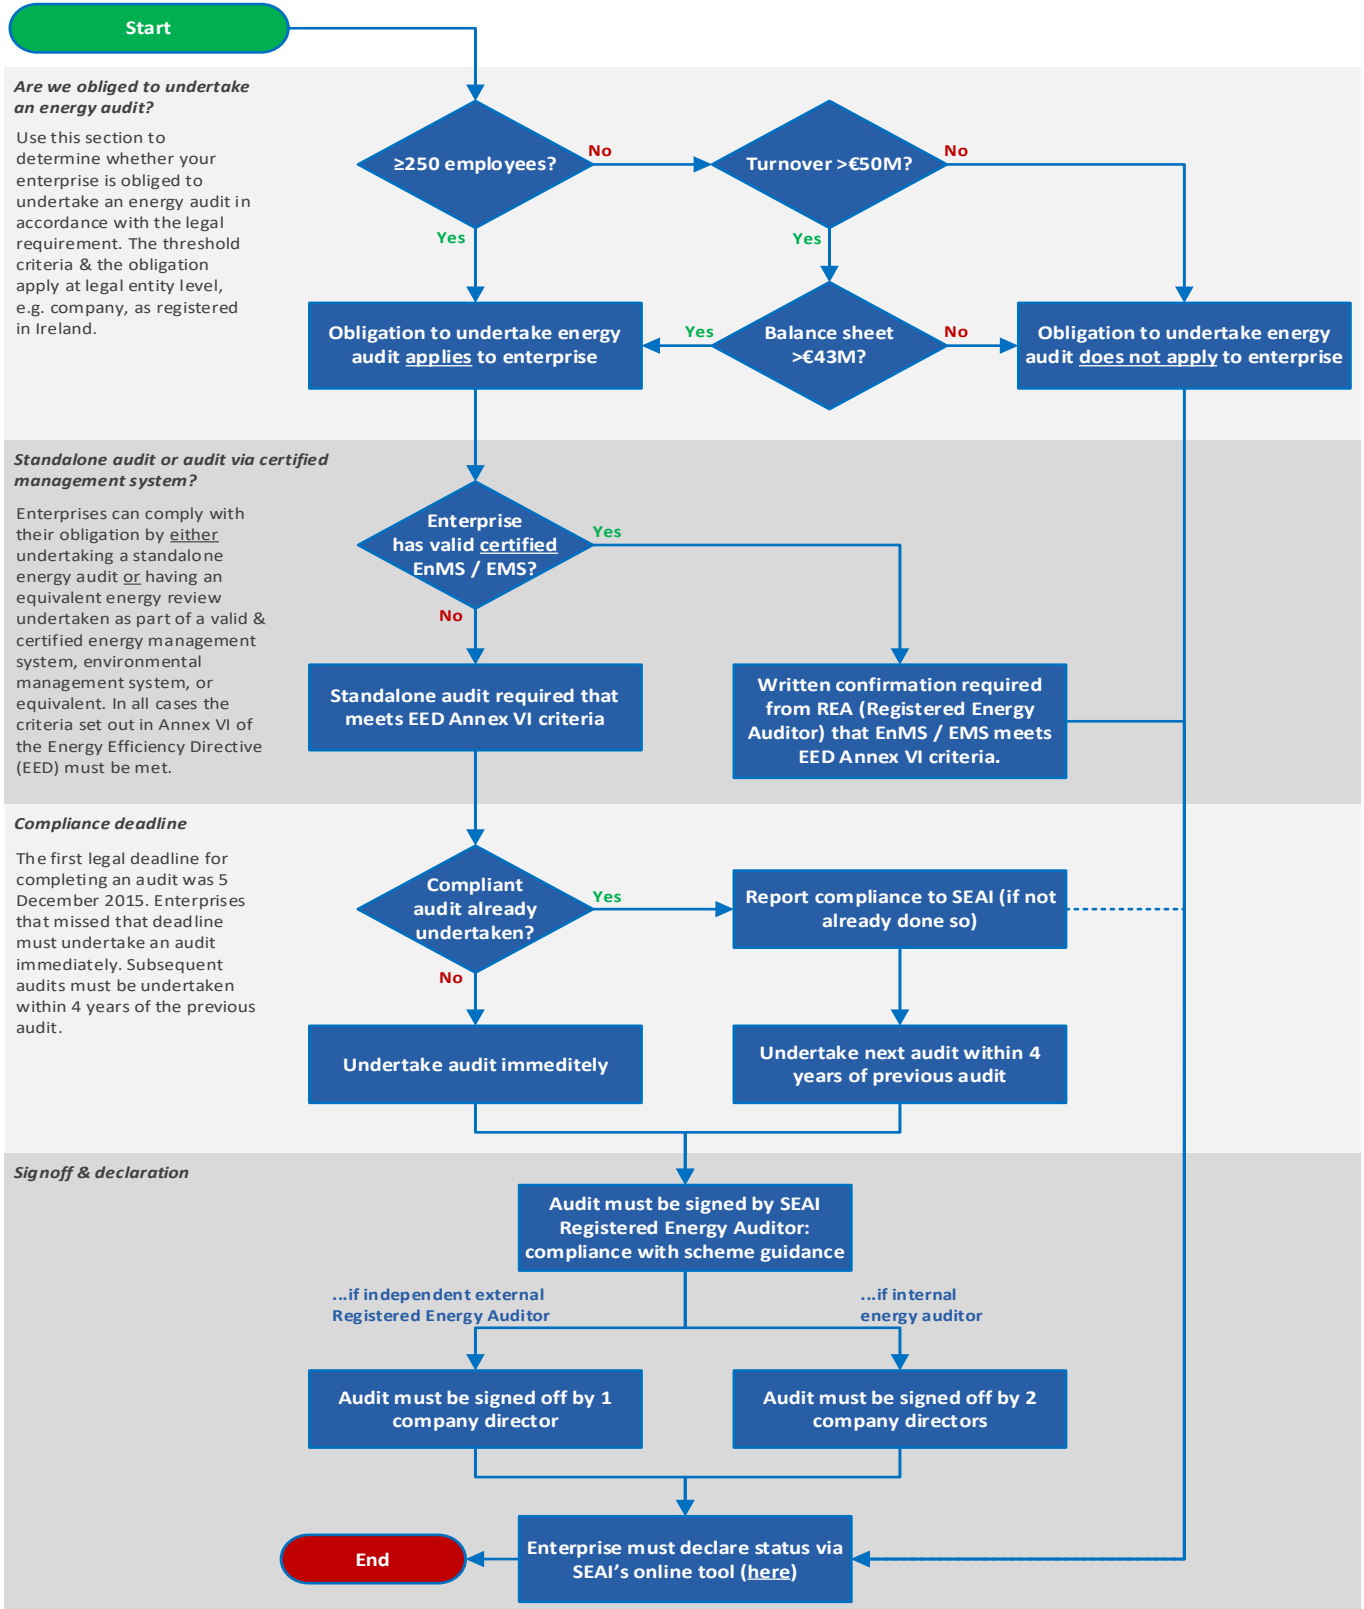 Start
Are we obliged to undertake
an energy audit?
Use this section to
determine whether your
enterprise is obliged to
undertake an energy audit in
accordance with the legal
requirement. The threshold
criteria & the obligation
apply at legal entity level,
e.g. company, as registered
in Ireland.
≥250 employees?
No
Turnover >€50M?
No
Yes
Yes
Obligation to undertake energy
audit applies to enterprise
Yes
Balance sheet
>€43M?
No
Obligation to undertake energy
audit does not apply to enterprise
Standalone audit or audit via certified
management system?
Enterprises can comply with
their obligation by either
undertaking a standalone
energy audit or having an
equivalent energy review
undertaken as part of a valid &
certified energy management
system, environmental
management system, or
equivalent. In all cases the
criteria set out in Annex VI of
the Energy Efficiency Directive
(EED) must be met.
Enterprise
has valid certified
EnMS / EMS?
Yes
No
Standalone audit required that
meets EED Annex VI criteria
Written confirmation required
from REA (Registered Energy
Auditor) that EnMS / EMS meets
EED Annex VI criteria.
Compliance deadline
The first legal deadline for
completing an audit was 5
December 2015. Enterprises
that missed that deadline
must undertake an audit
immediately. Subsequent
audits must be undertaken
within 4 years of the previous
audit.
Compliant
audit already
undertaken?
Yes
No
Report compliance to SEAI (if not
already done so)
Undertake audit immeditely
Undertake next audit within 4
years of previous audit
Signoff & declaration
Audit must be signed by SEAI
Registered Energy Auditor:
compliance with scheme guidance
...if independent external
Registered Energy Auditor
...if internal
energy auditor
Audit must be signed off by 1
company director
Audit must be signed off by 2
company directors
End
Enterprise must declare status via
SEAI’s online tool (here)